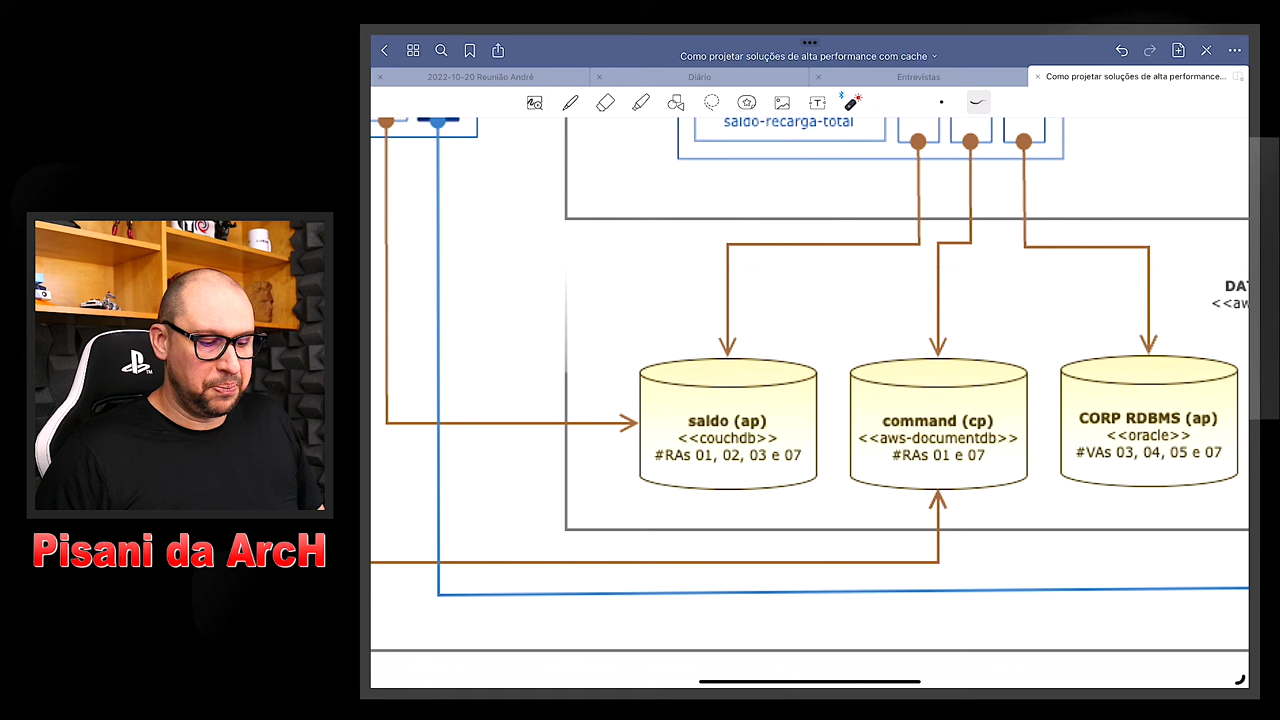 Como projetar soluções de alta performance com cache
2022-10-20 Reunião André
Diário
Entrevistas
Como projetar soluções de alta performance...
saldo-recarga-total
saldo (ap)
<<couchdb>>
#RAs 01, 02, 03 e 07
command (cp)
<<aws-documentdb>>
#RAs 01 e 07
CORP RDBMS (ap)
<<oracle>>
#VAs 03, 04, 05 e 07
Pisani da ArcH